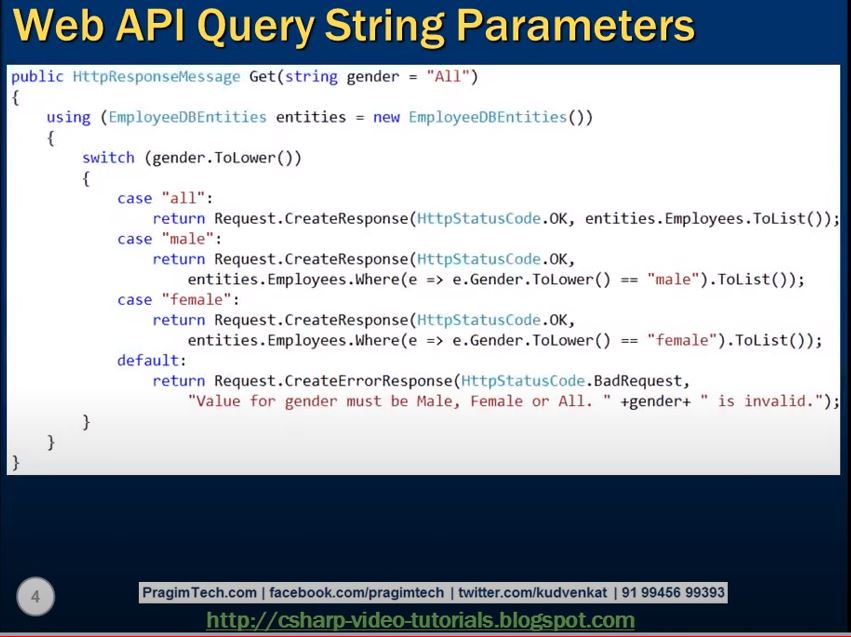 Web API Query String Parameters
public HttpResponseMessage Get(string gender = "All")
{
    using (EmployeeDBEntities entities = new EmployeeDBEntities())
    {
        switch (gender.ToLower())
        {
            case "all":
                return Request.CreateResponse(HttpStatusCode.OK, entities.Employees.ToList());
            case "male":
                return Request.CreateResponse(HttpStatusCode.OK,
                    entities.Employees.Where(e => e.Gender.ToLower() == "male").ToList());
            case "female":
                return Request.CreateResponse(HttpStatusCode.OK,
                    entities.Employees.Where(e => e.Gender.ToLower() == "female").ToList());
            default:
                return Request.CreateErrorResponse(HttpStatusCode.BadRequest,
                    "Value for gender must be Male, Female or All. " +gender+ " is invalid.");
        }
    }
}
4
PragimTech.com | facebook.com/pragimtech | twitter.com/kudvenkat | 91 99456 99393
http://csharp-video-tutorials.blogspot.com